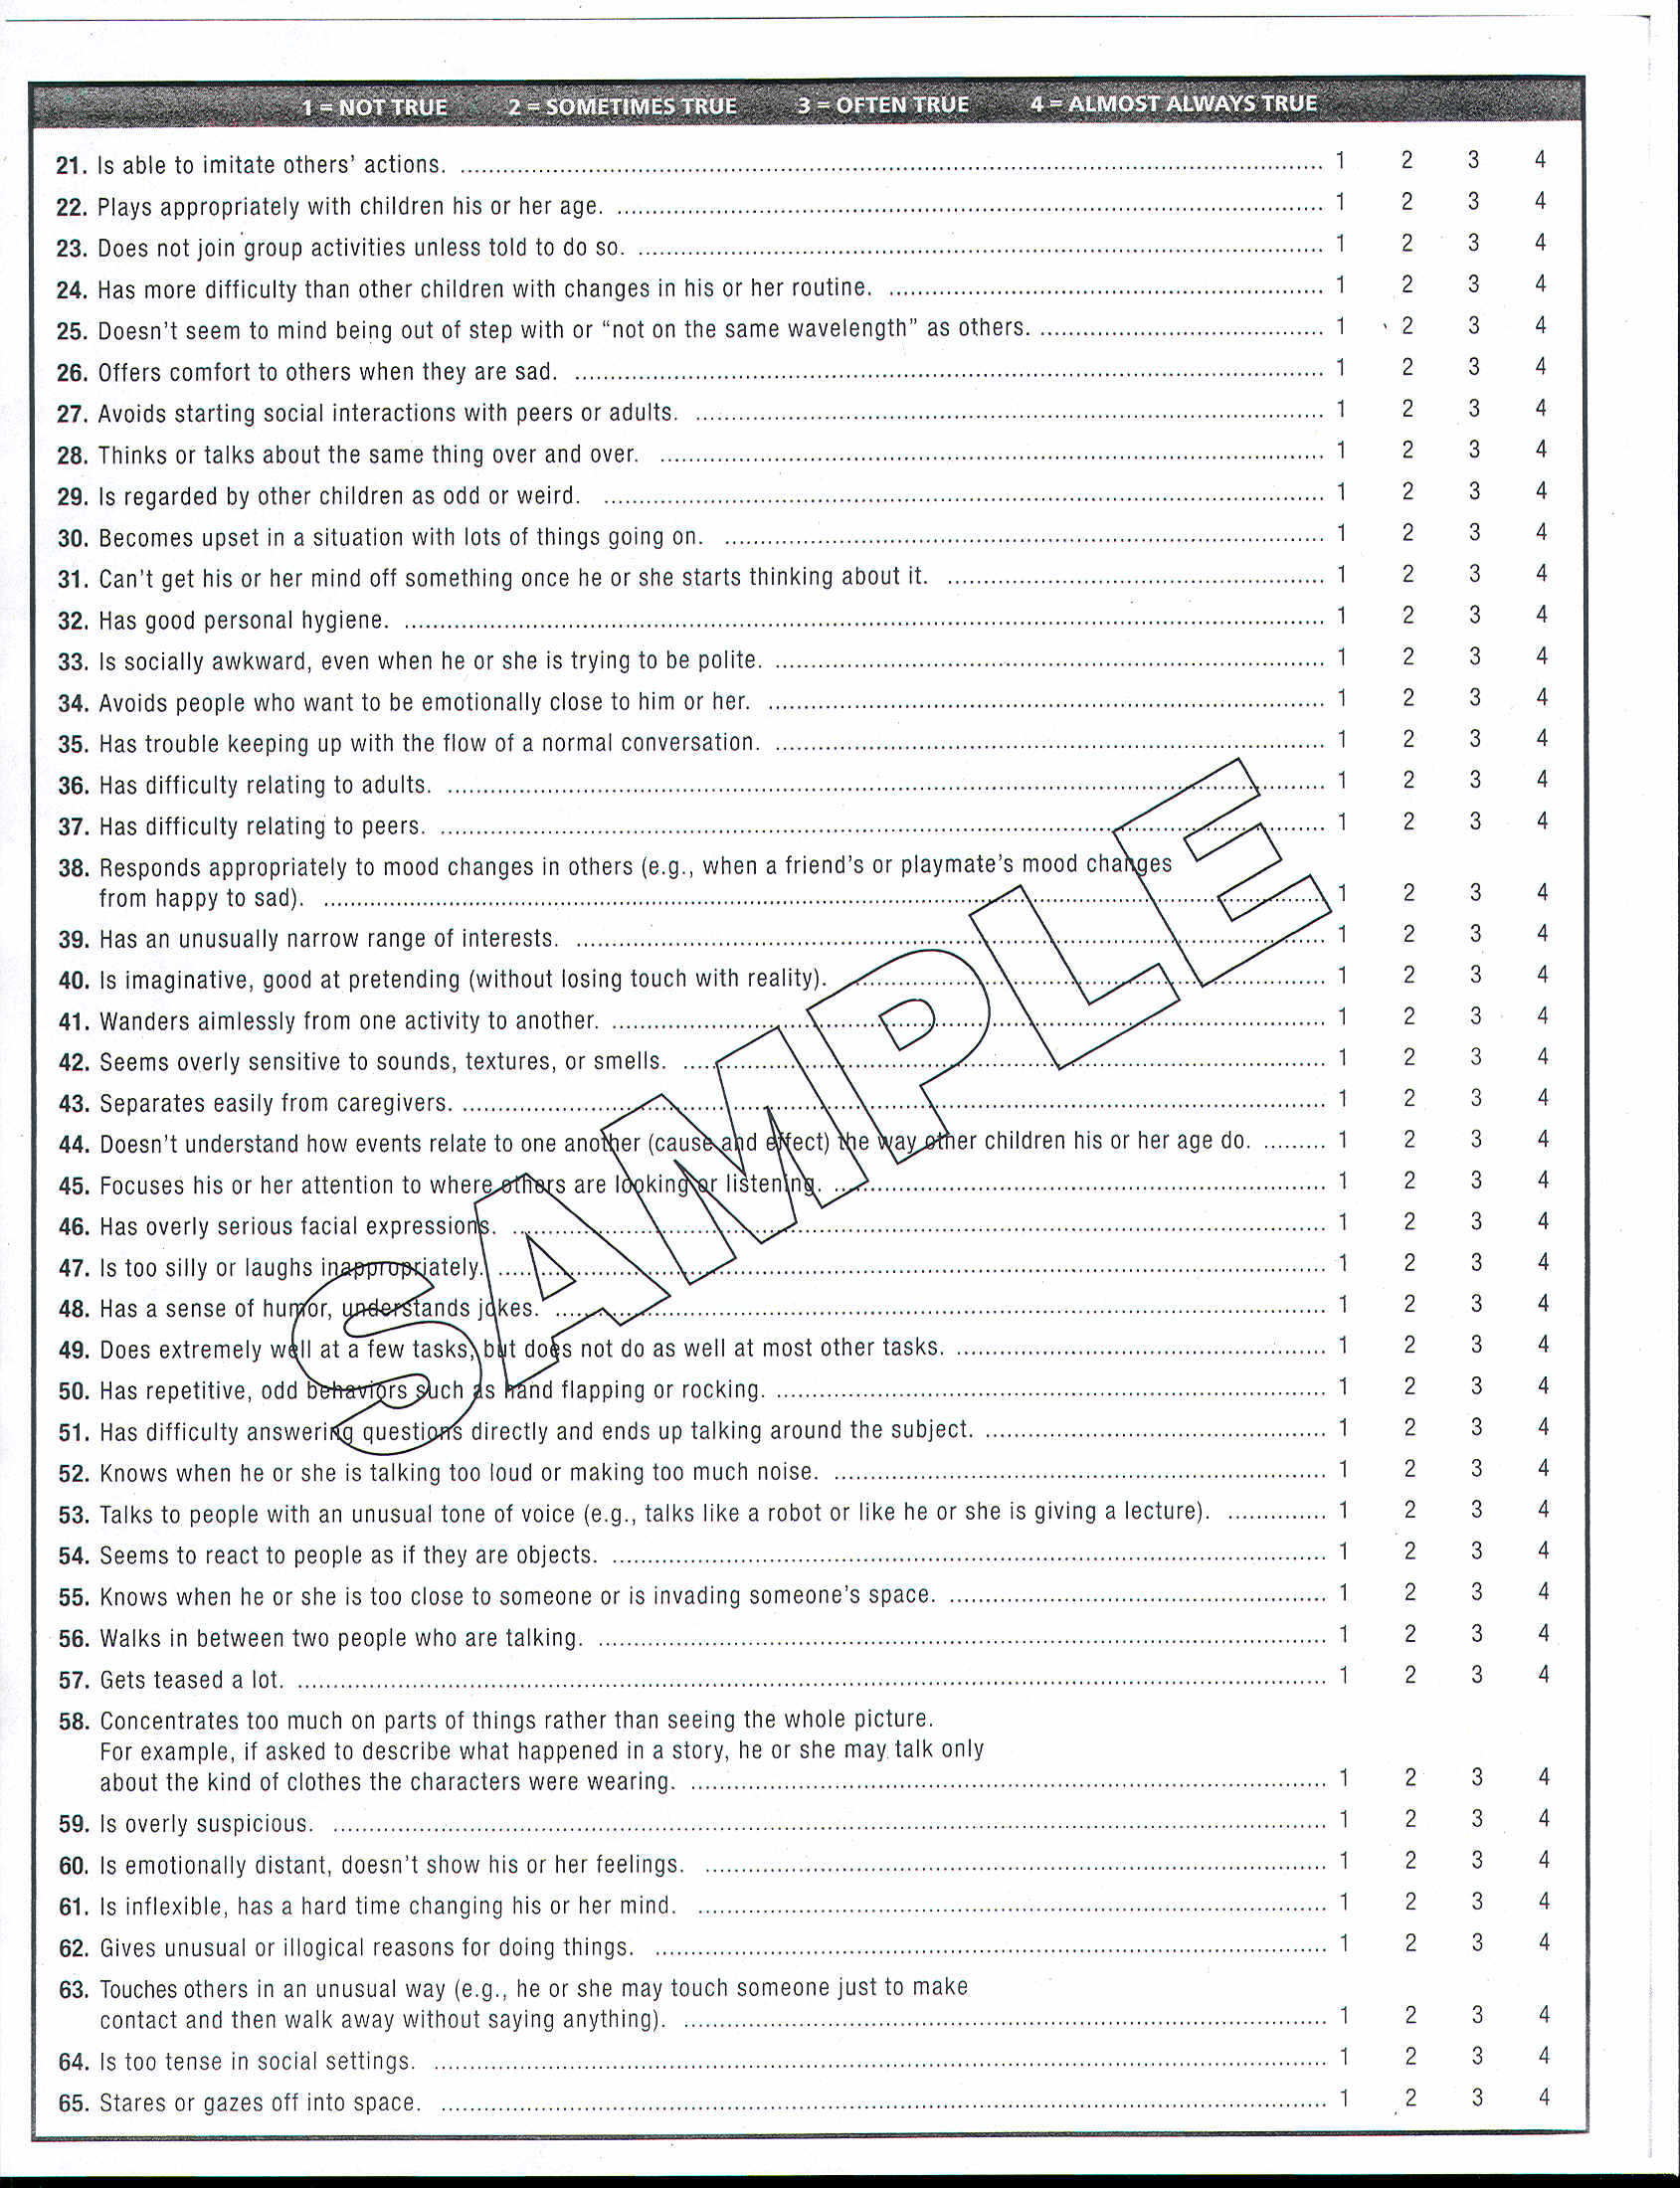 1 = NOT TRUE 2 = SOMETIMES TRUE 3 = OFTEN TRUE 4 = ALMOST ALWAYS TRUE
21. Is able to imitate others' actions. 1 2 3 4
22. Plays appropriately with children his or her age. 1 2 3 4
23. Does not join group activities unless told to do so. 1 2 3 4
24. Has more difficulty than other children with changes in his or her routine. 1 2 3 4
25. Doesn't seem to mind being out of step with or “not on the same wavelength” as others. 1 2 3 4
26. Offers comfort to others when they are sad. 1 2 3 4
27. Avoids starting social interactions with peers or adults. 1 2 3 4
28. Thinks or talks about the same thing over and over. 1 2 3 4
29. Is regarded by other children as odd or weird. 1 2 3 4
30. Becomes upset in a situation with lots of things going on. 1 2 3 4
31. Can't get his or her mind off something once he or she starts thinking about it. 1 2 3 4
32. Has good personal hygiene. 1 2 3 4
33. Is socially awkward, even when he or she is trying to be polite. 1 2 3 4
34. Avoids people who want to be emotionally close to him or her. 1 2 3 4
35. Has trouble keeping up with the flow of a normal conversation. 1 2 3 4
36. Has difficulty relating to adults. 1 2 3 4
37. Has difficulty relating to peers. 1 2 3 4
38. Responds appropriately to mood changes in others (e.g., when a friend's or playmate's mood changes
from happy to sad). 1 2 3 4
39. Has an unusually narrow range of interests. 1 2 3 4
40. Is imaginative, good at pretending (without losing touch with reality). 1 2 3 4
41. Wanders aimlessly from one activity to another. 1 2 3 4
42. Seems overly sensitive to sounds, textures, or smells. 1 2 3 4
43. Separates easily from caregivers. 1 2 3 4
44. Doesn't understand how events relate to one another (cause and effect) the way other children his or her age do. 1 2 3 4
45. Focuses his or her attention to where others are looking or listening. 1 2 3 4
46. Has overly serious facial expressions. 1 2 3 4
47. Is too silly or laughs inappropriately. 1 2 3 4
48. Has a sense of humor, understands jokes. 1 2 3 4
49. Does extremely well at a few tasks, but does not do as well at most other tasks. 1 2 3 4
50. Has repetitive, odd behaviors such as hand flapping or rocking. 1 2 3 4
51. Has difficulty answering questions directly and ends up talking around the subject. 1 2 3 4
52. Knows when he or she is talking too loud or making too much noise. 1 2 3 4
53. Talks to people with an unusual tone of voice (e.g., talks like a robot or like he or she is giving a lecture). 1 2 3 4
54. Seems to react to people as if they are objects. 1 2 3 4
55. Knows when he or she is too close to someone or is invading someone's space. 1 2 3 4
56. Walks in between two people who are talking. 1 2 3 4
57. Gets teased a lot. 1 2 3 4
58. Concentrates too much on parts of things rather than seeing the whole picture.
For example, if asked to describe what happened in a story, he or she may talk only
about the kind of clothes the characters were wearing. 1 2 3 4
59. Is overly suspicious. 1 2 3 4
60. Is emotionally distant, doesn't show his or her feelings. 1 2 3 4
61. Is inflexible, has a hard time changing his or her mind. 1 2 3 4
62. Gives unusual or illogical reasons for doing things. 1 2 3 4
63. Touches others in an unusual way (e.g., he or she may touch someone just to make
contact and then walk away without saying anything). 1 2 3 4
64. Is too tense in social settings. 1 2 3 4
65. Stares or gazes off into space. 1 2 3 4
SAMPLE